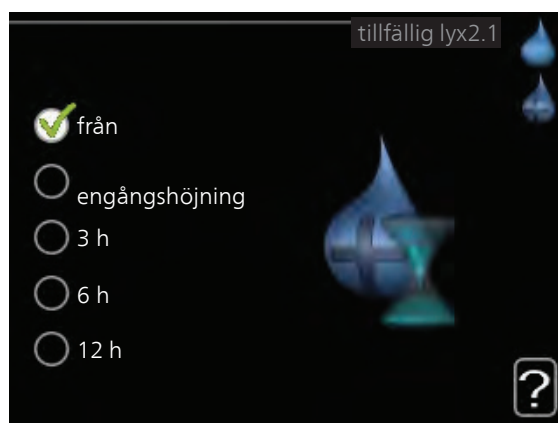 tillfällig lyx2.1
från
engångshöjning
3 h
6 h
12 h
?